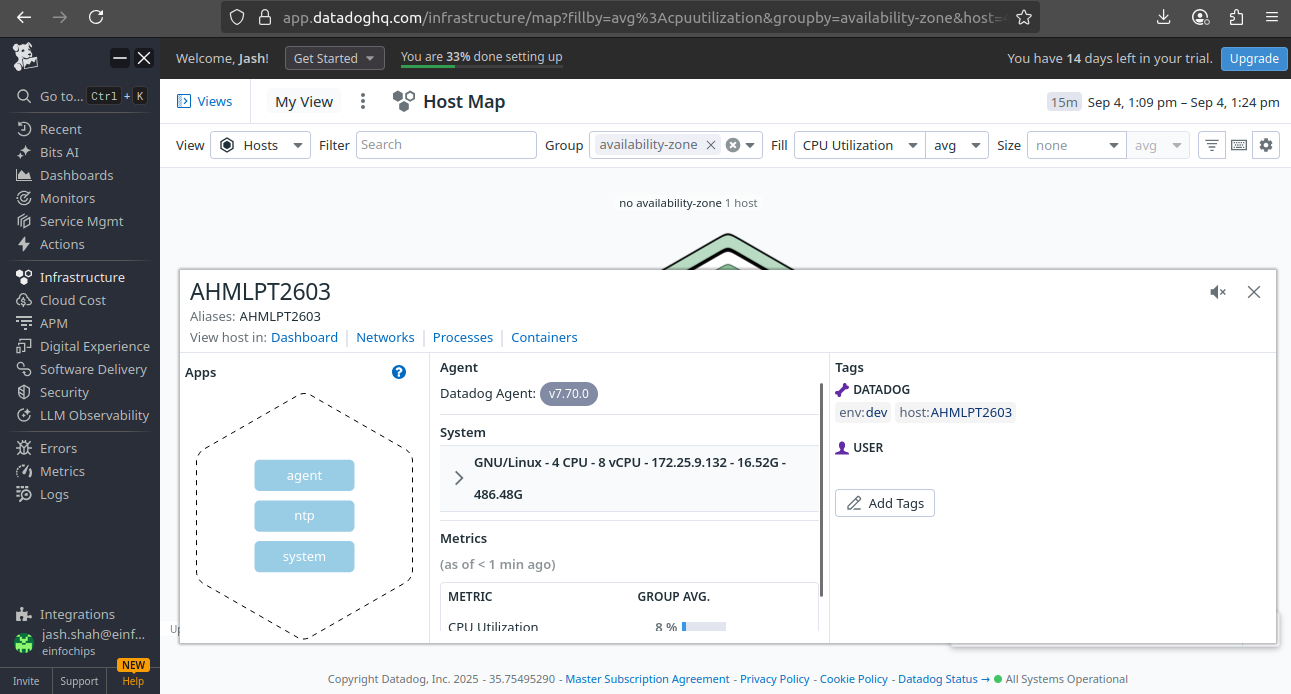 app.datadoghq.com/infrastructure/map?fillby=avg%3Acpuutilization&groupby=availability-zone&host=
Welcome, Jash!
Get Started
You are 33% done setting up
You have 14 days left in your trial.
Upgrade
Go to... Ctrl + K
Recent
Bits AI
Dashboards
Monitors
Service Mgmt
Actions
Infrastructure
Cloud Cost
APM
Digital Experience
Software Delivery
Security
LLM Observability
Errors
Metrics
Logs
Integrations
jash.shah@einf...
einfochips
NEW
Invite
Support
Help
Views
My View
Host Map
15m Sep 4, 1:09 pm – Sep 4, 1:24 pm
View Hosts Filter Search Group availability-zone Fill CPU Utilization avg Size none avg
no availability-zone 1 host
AHMLPT2603
Aliases: AHMLPT2603
View host in: Dashboard Networks Processes Containers
Apps
agent
ntp
system
Agent
Datadog Agent: v7.70.0
System
GNU/Linux - 4 CPU - 8 vCPU - 172.25.9.132 - 16.52G -
486.48G
Metrics
(as of < 1 min ago)
METRIC GROUP AVG.
CPU Utilization 8 %
Tags
DATADOG
env:dev host:AHMLPT2603
USER
Add Tags
Copyright Datadog, Inc. 2025 - 35.75495290 - Master Subscription Agreement - Privacy Policy - Cookie Policy - Datadog Status → All Systems Operational